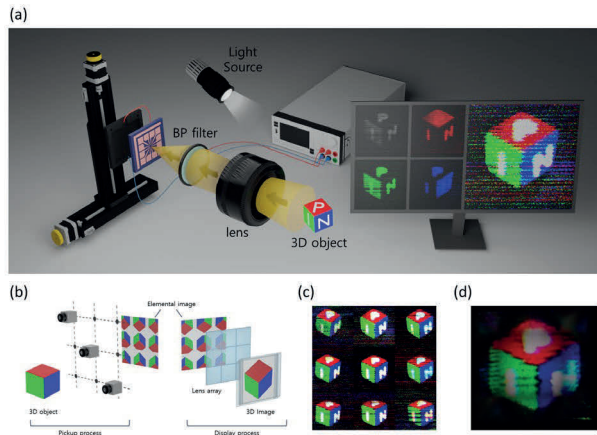 (a)
Light
Source
BP filter
lens
3D object
P
N
P
I N
(b)
Elemental image
3D object
Lens array
3D Image
Pickup process
Display process
(c)
(d)